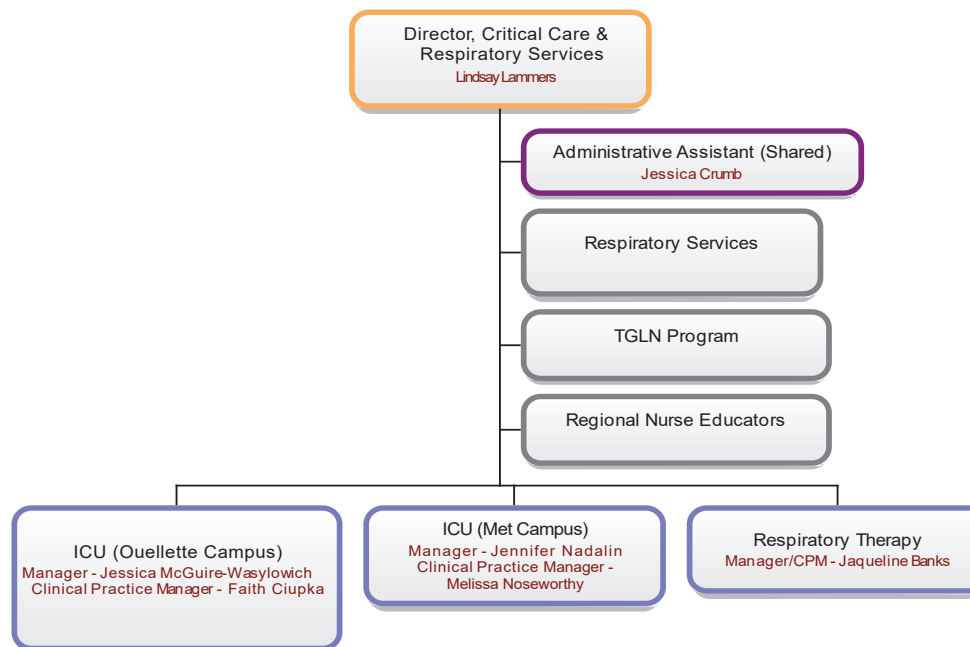 Director, Critical Care &
Respiratory Services
Lindsay Lammers
Administrative Assistant (Shared)
Jessica Crumb
Respiratory Services
TGLN Program
Regional Nurse Educators
ICU (Ouellette Campus)
Manager - Jessica McGuire-Wasylowich
Clinical Practice Manager - Faith Ciupka
ICU (Met Campus)
Manager - Jennifer Nadalin
Clinical Practice Manager -
Melissa Noseworthy
Respiratory Therapy
Manager/CPM - Jaqueline Banks